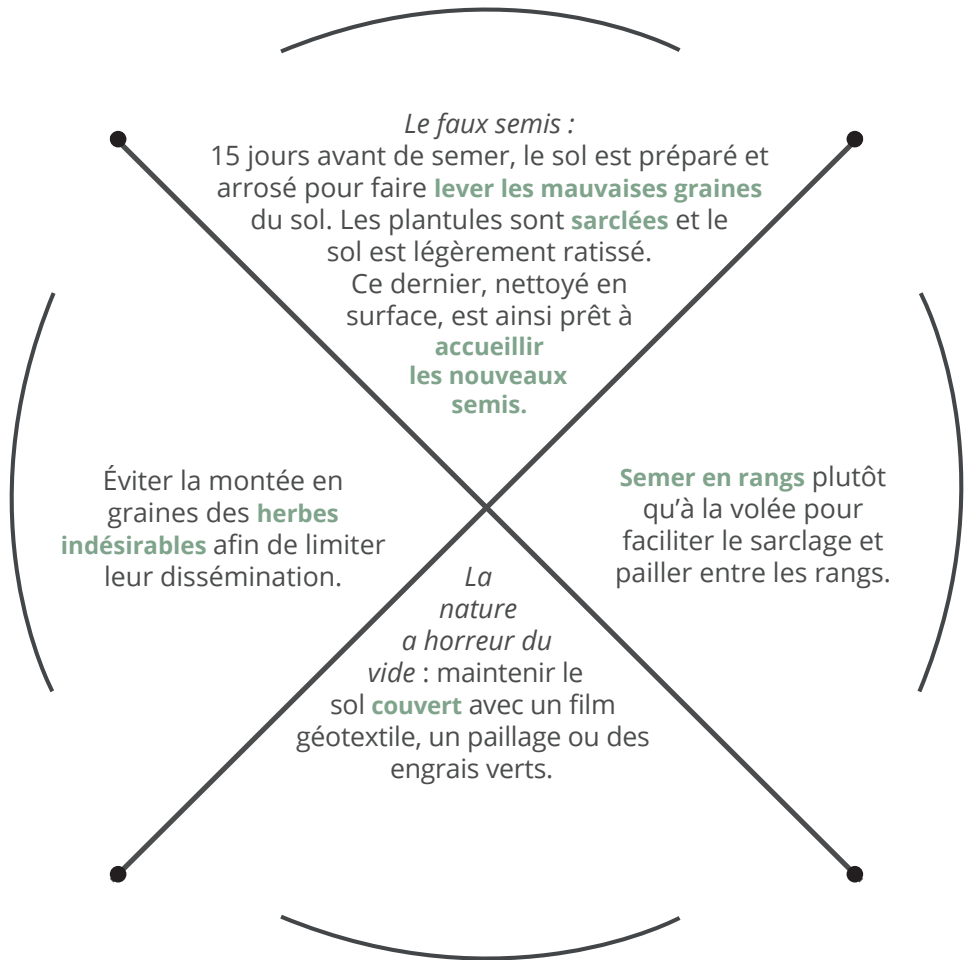 Le faux semis :
15 jours avant de semer, le sol est préparé et
arrosé pour faire lever les mauvaises graines
du sol. Les plantules sont sarclées et le
sol est légèrement ratissé.
Ce dernier, nettoyé en
surface, est ainsi prêt à
accueillir
les nouveaux
semis.
Éviter la montée en
graines des herbes
indésirables afin de limiter
leur dissémination.
Semer en rangs plutôt
qu’à la volée pour
faciliter le sarclage et
pailler entre les rangs.
La
nature
a horreur du
vide : maintenir le
sol couvert avec un film
géotextile, un paillage ou des
engrais verts.